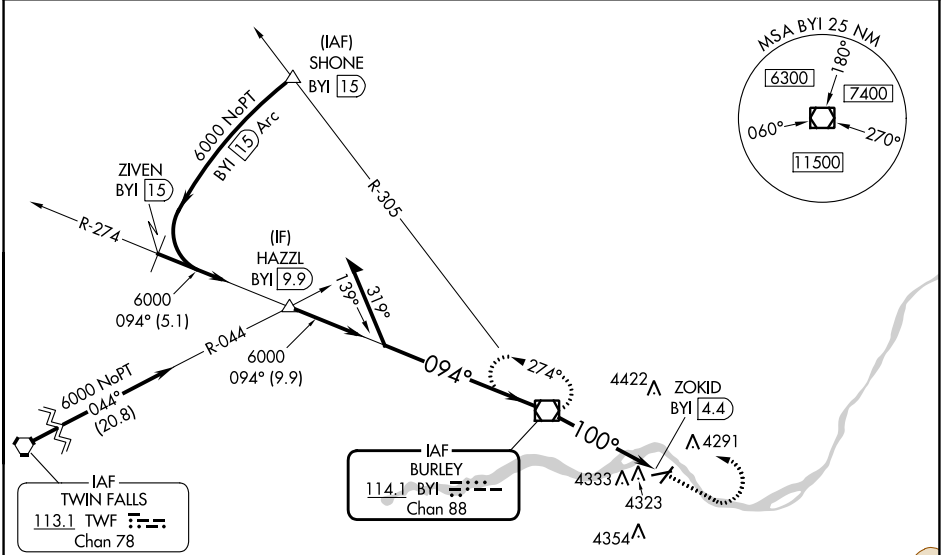 (IAF)
SHONE
BYI 15
MSA BYI 25 NM
180°
6300
7400
060°
270°
11500
6000 NoPT
BYI 15 Arc
ZIVEN
BYI 15
R-274
R-305
(IF)
HAZZL
BYI 9.9
139°
319°
6000
094° (5.1)
R-044
6000
094° (9.9)
094°
274°
6000 NoPT
044°
(20.8)
4422
ZOKID
BYI 4.4
4291
100°
4333
4323
4354
IAF
BURLEY
114.1 BYI
Chan 88
IAF
TWIN FALLS
113.1 TWF
Chan 78